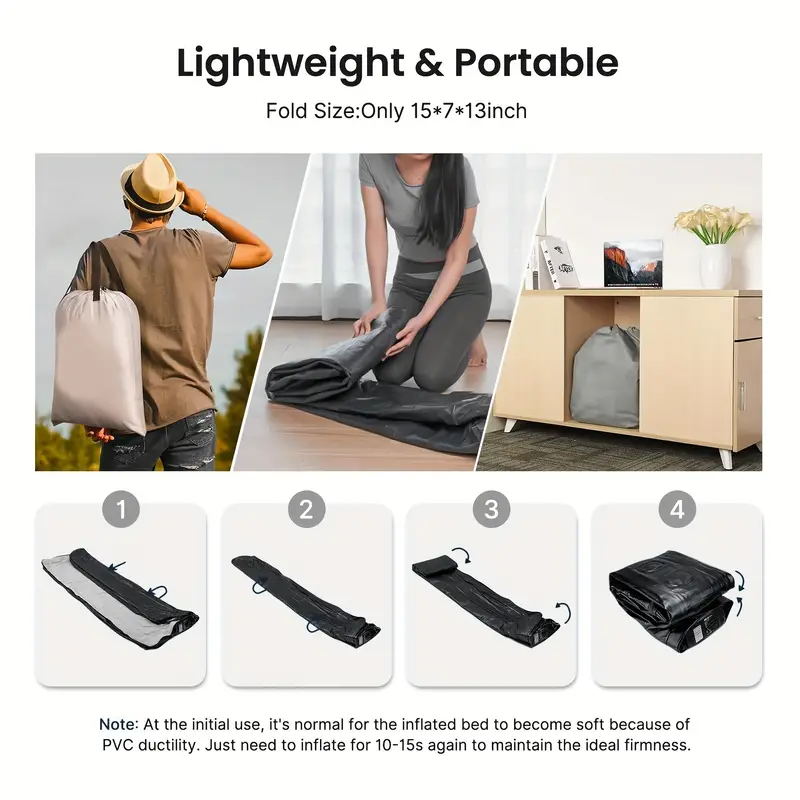 Lightweight & Portable
Fold Size:Only 15*7*13inch
1
2
3
4
Note: At the initial use, it's normal for the inflated bed to become soft because of
PVC ductility. Just need to inflate for 10-15s again to maintain the ideal firmness.